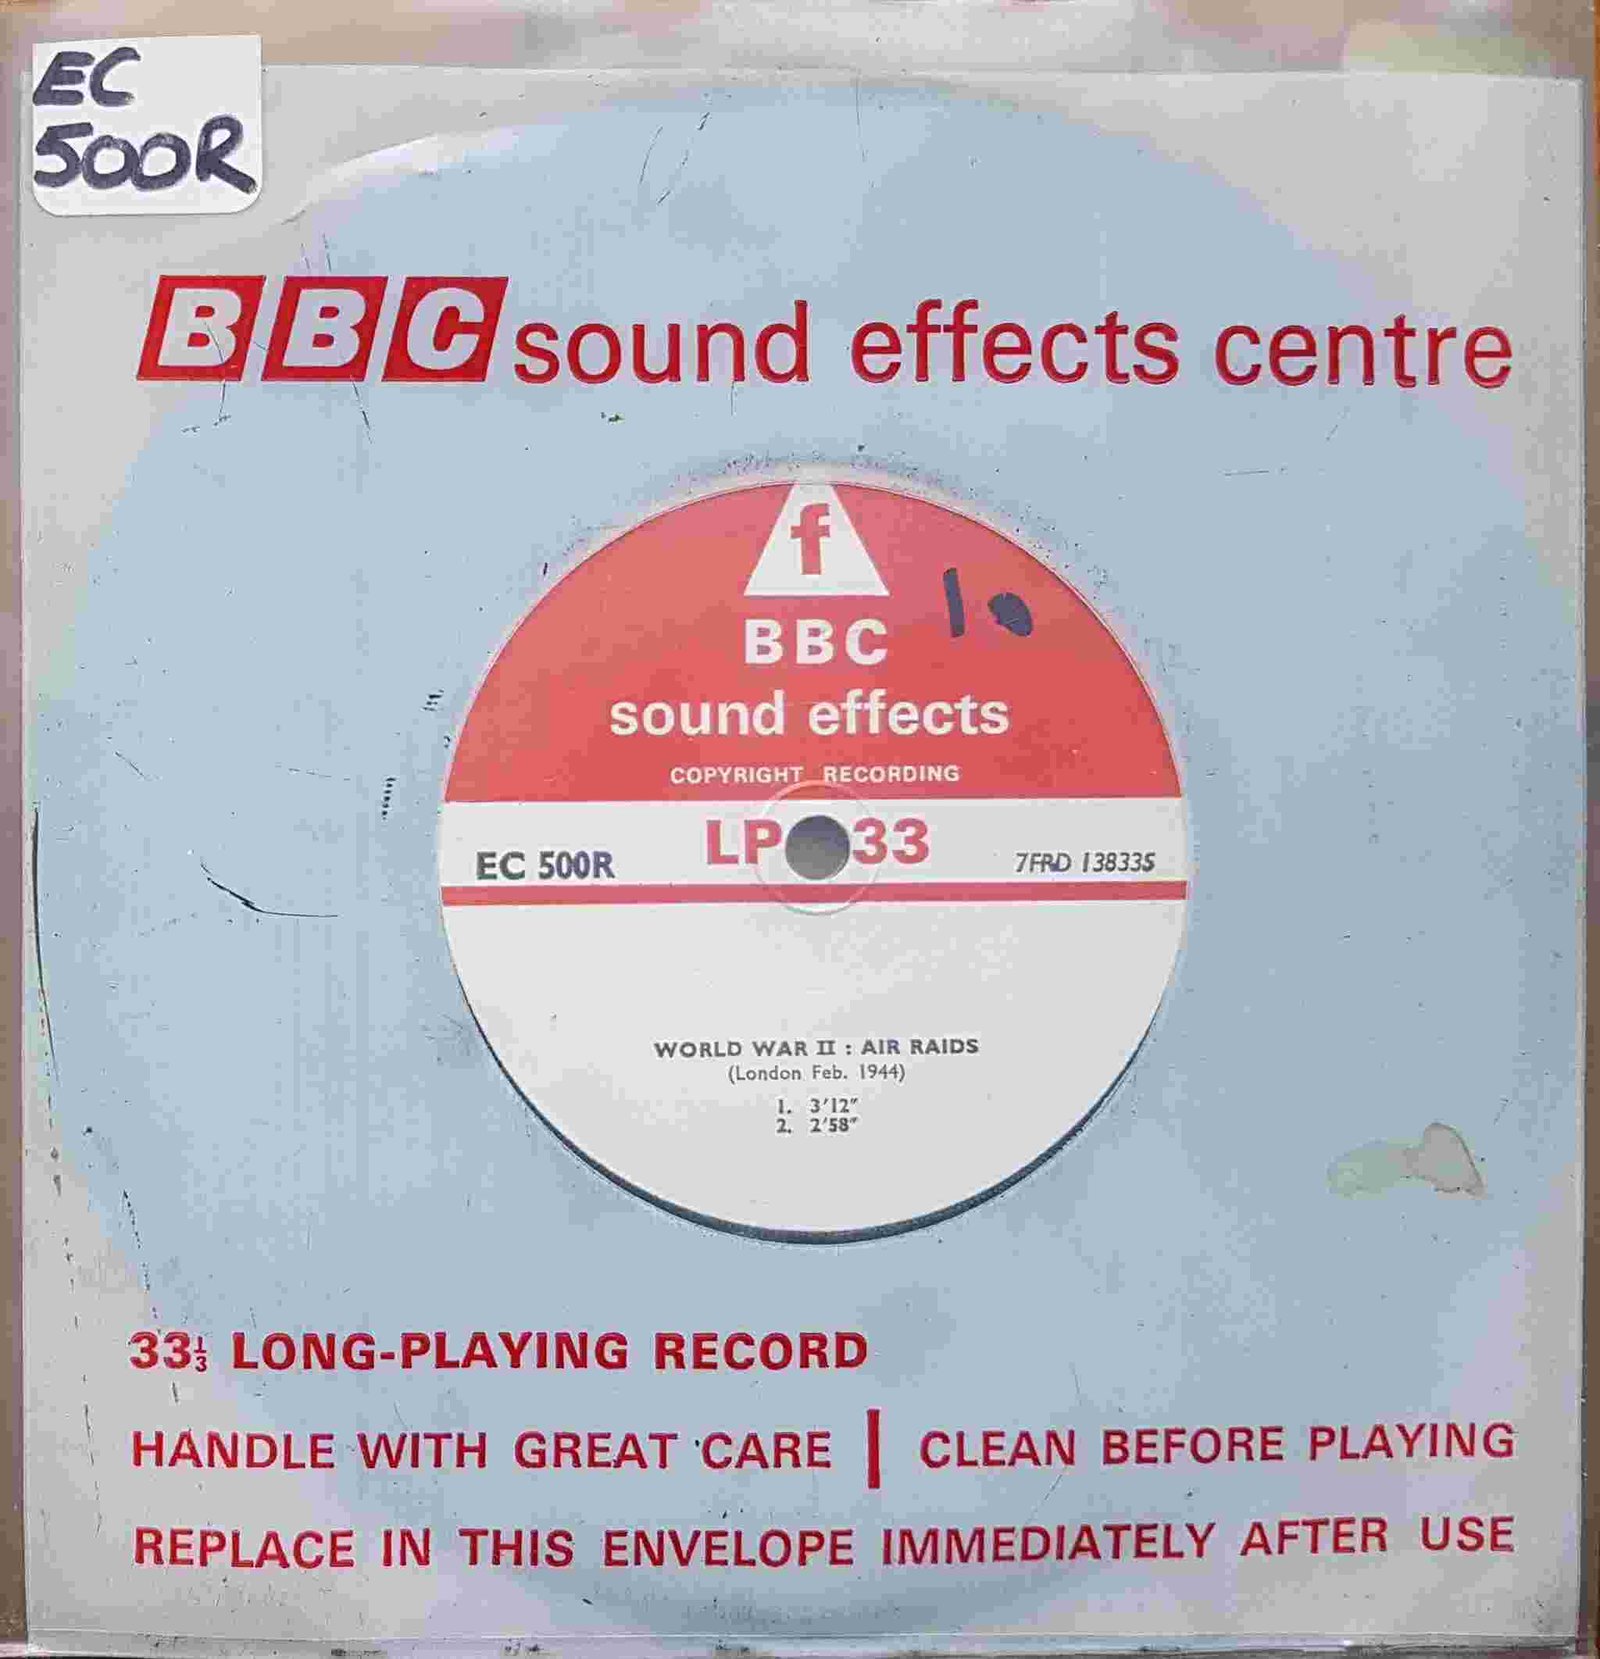 EC
500R
BBC sound effects centre
f
BBC
10
sound effects
COPYRIGHT RECORDING
LP 33
EC 500R
7FRD 138335
WORLD WAR II : AIR RAIDS
(London Feb. 1944)
1. 3'12"
2. 2'58"
33⅓ LONG-PLAYING RECORD
HANDLE WITH GREAT CARE | CLEAN BEFORE PLAYING
REPLACE IN THIS ENVELOPE IMMEDIATELY AFTER USE